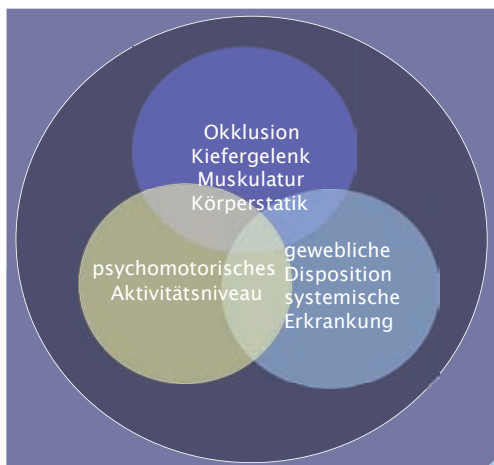 Okklusion
Kiefergelenk
Muskulatur
Körperstatik
psychomotorisches
Aktivitätsniveau
gewebliche
Disposition
systemische
Erkrankung